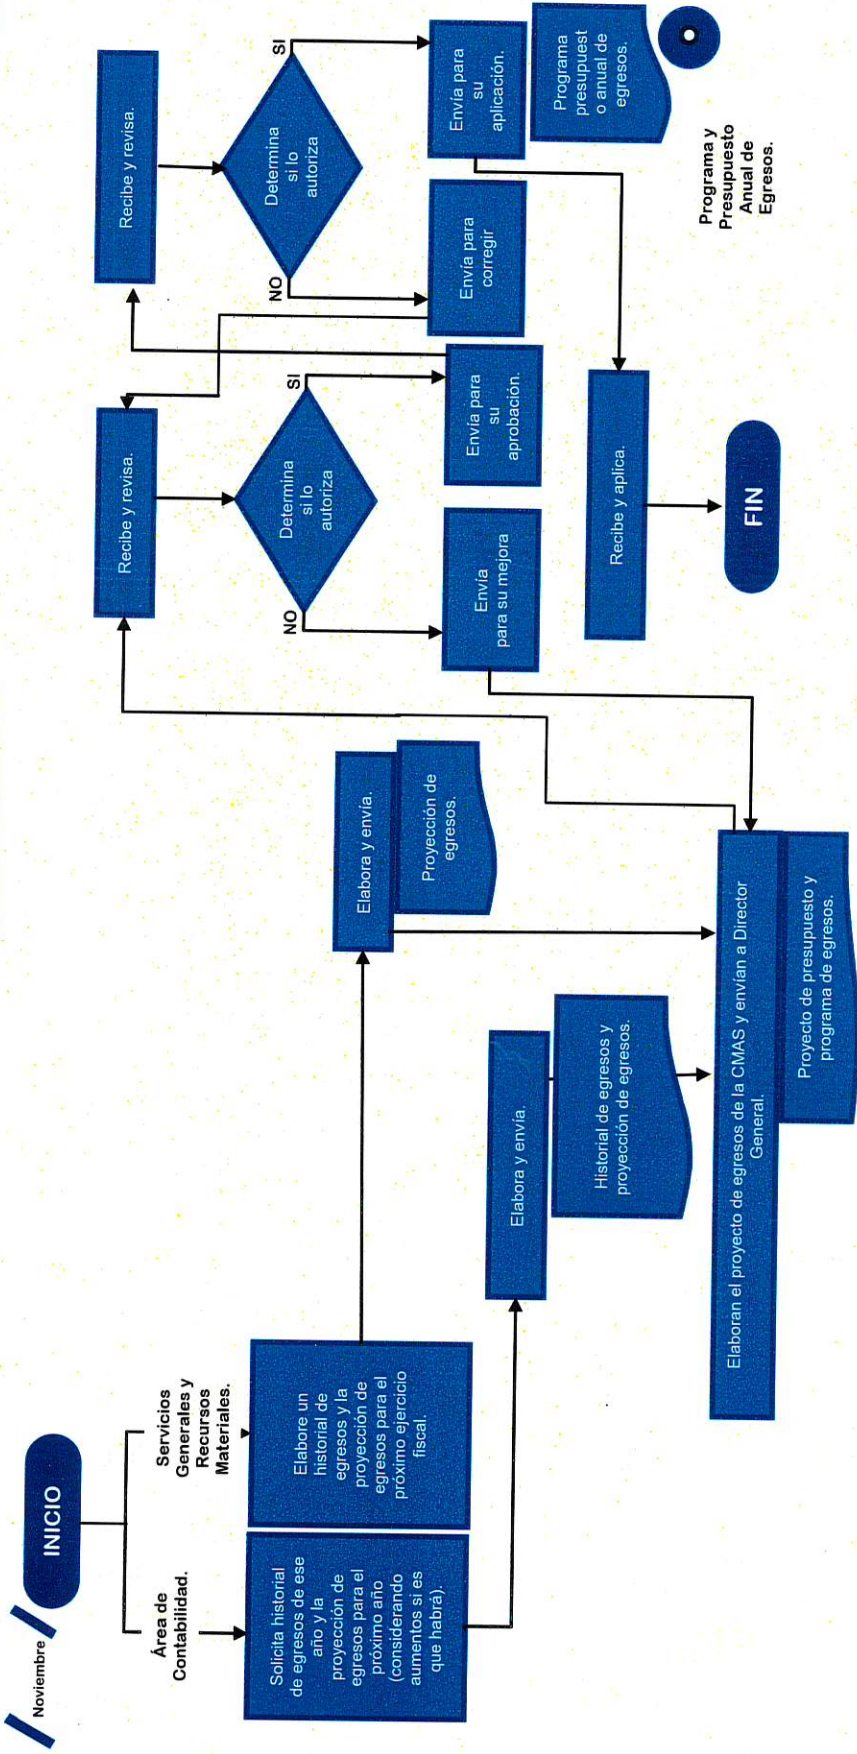 Noviembre
INICIO
Área de
Contabilidad.
Servicios
Generales y
Recursos
Materiales.
Solicita historial
de egresos de ese
año y la
proyección de
egresos para el
próximo año
(considerando
aumentos si es
que habrá).
Elabore un
historial de
egresos y la
proyección de
egresos para el
próximo ejercicio
fiscal.
Elabora y envía.
Historial de egresos y
proyección de egresos.
Elabora y envía.
Proyección de
egresos.
Elaboran el proyecto de egresos de la CMAS y envían a Director
General.
Proyecto de presupuesto y
programa de egresos.
Recibe y revisa.
Determina
si lo
autoriza
NO
SI
Envía
para su mejora
Envía para
su
aprobación.
Recibe y revisa.
Determina
si lo
autoriza
NO
SI
Envía para
corregir
Envía para
su
aplicación.
Programa
presupuest
o anual de
egresos.
Programa y
Presupuesto
Anual de
Egresos.
Recibe y aplica.
FIN